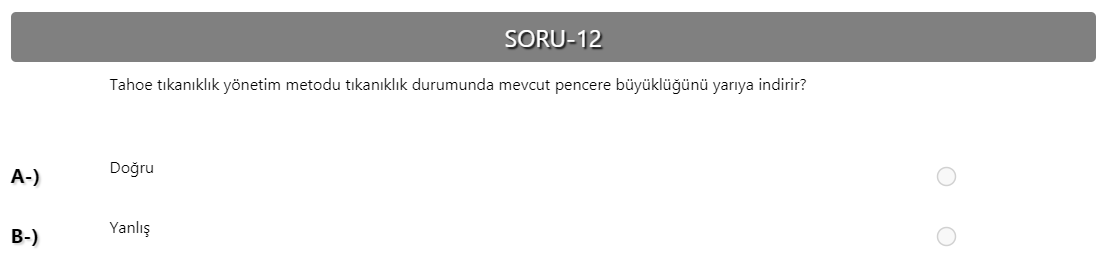 SORU-12
Tahoe tıkanıklık yönetim metodu tıkanıklık durumunda mevcut pencere büyüklüğünü yarıya indirir?
A-) Doğru
B-) Yanlış